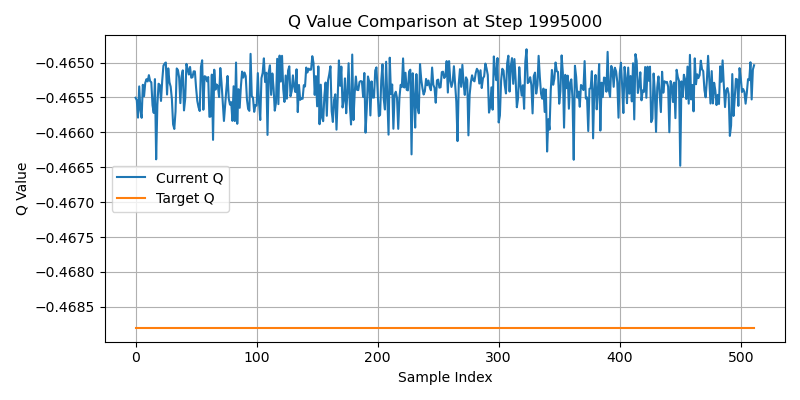 Q Value Comparison at Step 1995000
−0.4650
−0.4655
−0.4660
−0.4665
−0.4670
−0.4675
−0.4680
−0.4685
Q Value
Current Q
Target Q
0 100 200 300 400 500
Sample Index